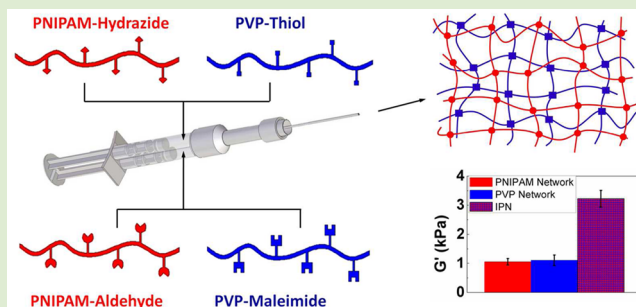 PNIPAM-Hydrazide
PVP-Thiol
PNIPAM-Aldehyde
PVP-Maleimide
G' (kPa)
4
3
2
1
0
PNIPAM Network
PVP Network
IPN